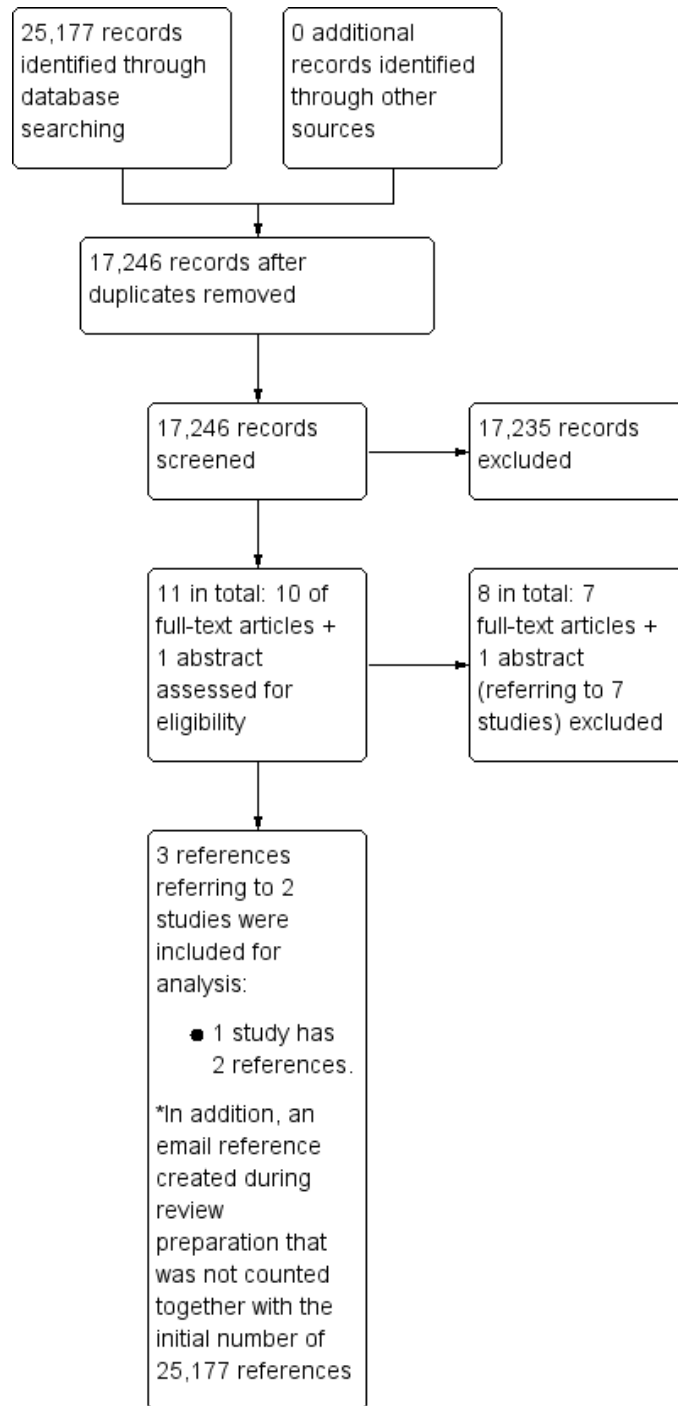 25,177 records
identified through
database
searching
0 additional
records identified
through other
sources
17,246 records after
duplicates removed
17,246 records
screened
17,235 records
excluded
11 in total: 10 of
full-text articles +
1 abstract
assessed for
eligibility
8 in total: 7
full-text articles +
1 abstract
(referring to 7
studies) excluded
3 references
referring to 2
studies were
included for
analysis:
● 1 study has
2 references.
*In addition, an
email reference
created during
review
preparation that
was not counted
together with the
initial number of
25,177 references